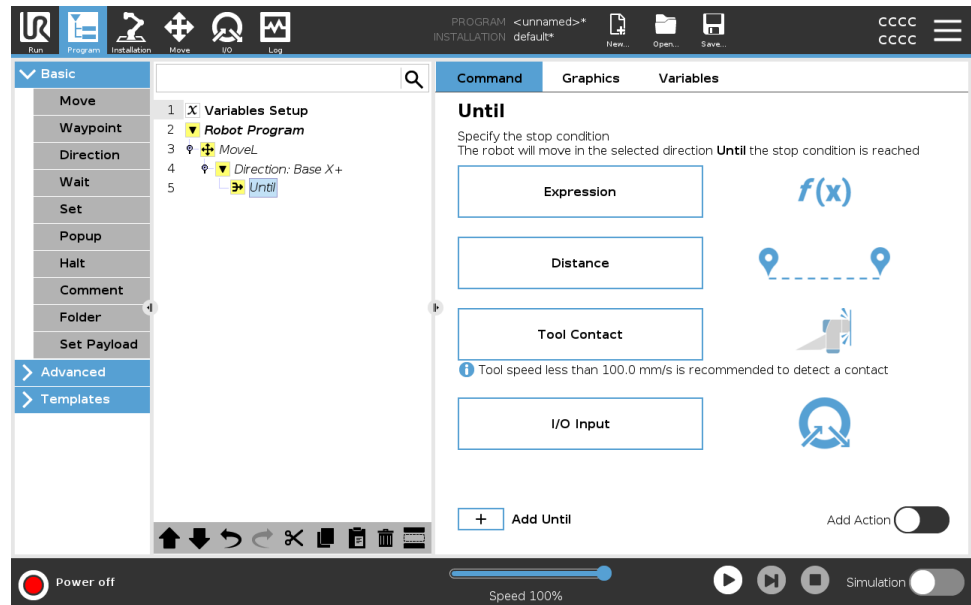 UR
Run
Program
Installation
Move
I/O
Log
PROGRAM <unnamed>*
INSTALLATION default*
New...
Open...
Save...
CCCC
CCCC
Basic
Move
Waypoint
Direction
Wait
Set
Popup
Halt
Comment
Folder
Set Payload
Advanced
Templates
1 X Variables Setup
2 Robot Program
3 MoveL
4 Direction: Base X+
5 Until
Command Graphics Variables
Until
Specify the stop condition
The robot will move in the selected direction Until the stop condition is reached
Expression
f(x)
Distance
Tool Contact
i Tool speed less than 100.0 mm/s is recommended to detect a contact
I/O Input
+ Add Until
Add Action
Power off
Speed 100%
Simulation